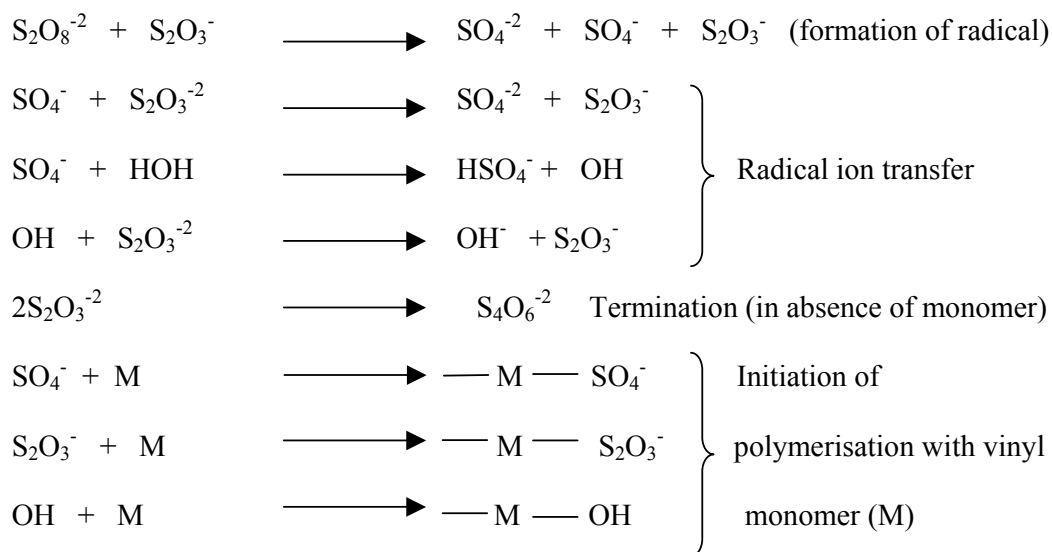 S₂O₈⁻² + S₂O₃⁻ ⟶ SO₄⁻² + SO₄⁻ + S₂O₃⁻ (formation of radical)
SO₄⁻ + S₂O₃⁻² ⟶ SO₄⁻² + S₂O₃⁻
SO₄⁻ + HOH ⟶ HSO₄⁻ + OH Radical ion transfer
OH + S₂O₃⁻² ⟶ OH⁻ + S₂O₃⁻
2S₂O₃⁻² ⟶ S₄O₆⁻² Termination (in absence of monomer)
SO₄⁻ + M ⟶ — M — SO₄⁻ Initiation of
S₂O₃⁻ + M ⟶ — M — S₂O₃⁻ polymerisation with vinyl
OH + M ⟶ — M — OH monomer (M)